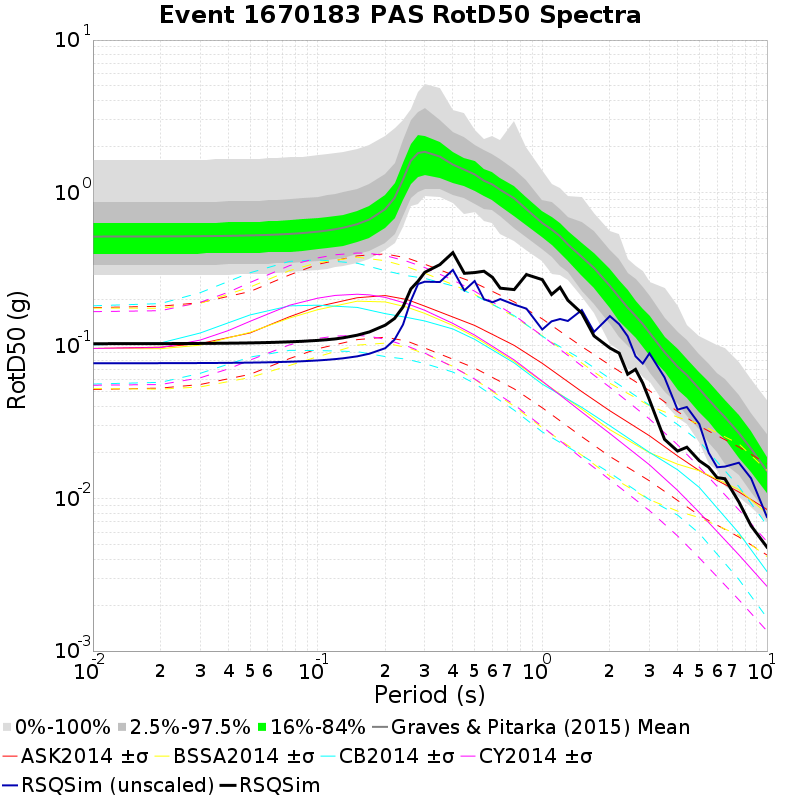 Event 1670183 PAS RotD50 Spectra
10^1
10^0
10^-1
10^-2
10^-3
RotD50 (g)
10^-2 2 3 4 5 6 10^-1 2 3 4 5 6 7 10^0 2 3 4 5 6 7 10^1
Period (s)
0%-100% 2.5%-97.5% 16%-84% Graves & Pitarka (2015) Mean
ASK2014 ±σ BSSA2014 ±σ CB2014 ±σ CY2014 ±σ
RSQSim (unscaled) RSQSim